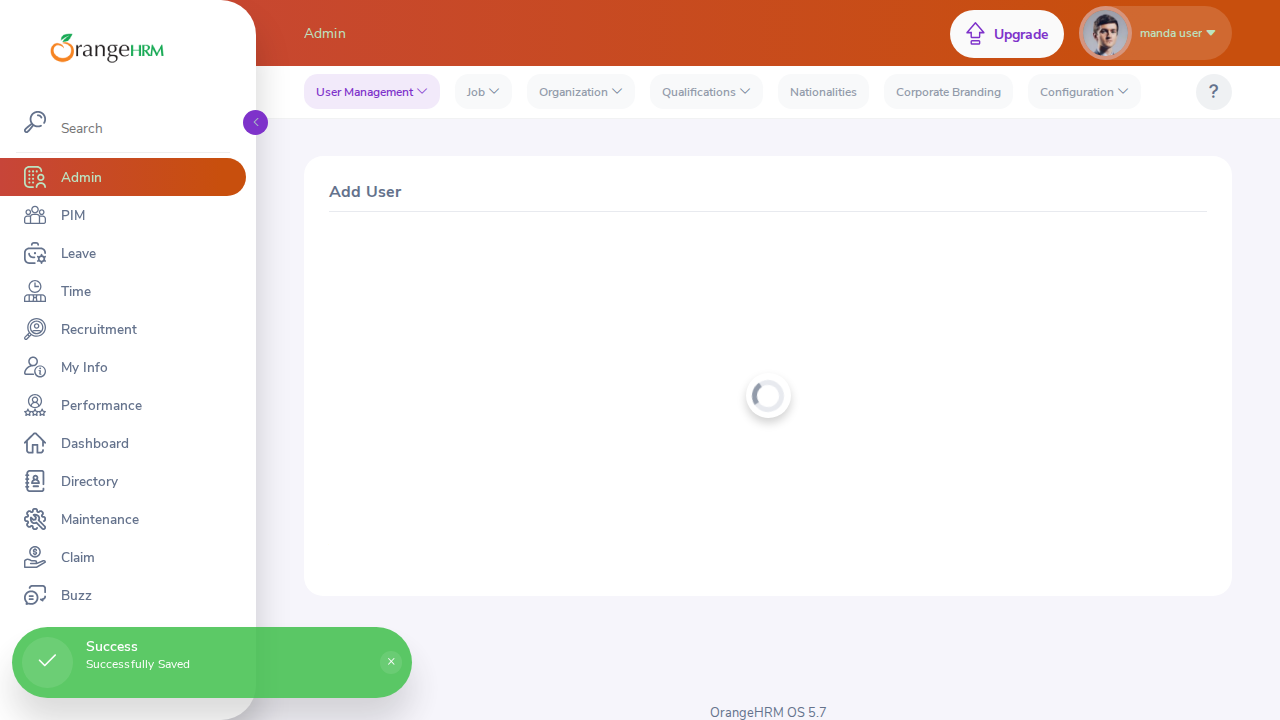 OrangeHRM
Admin
Upgrade
manda user
User Management
Job
Organization
Qualifications
Nationalities
Corporate Branding
Configuration
?
Search
Admin
PIM
Leave
Time
Recruitment
My Info
Performance
Dashboard
Directory
Maintenance
Claim
Buzz
Add User
Success
Successfully Saved
×
OrangeHRM OS 5.7